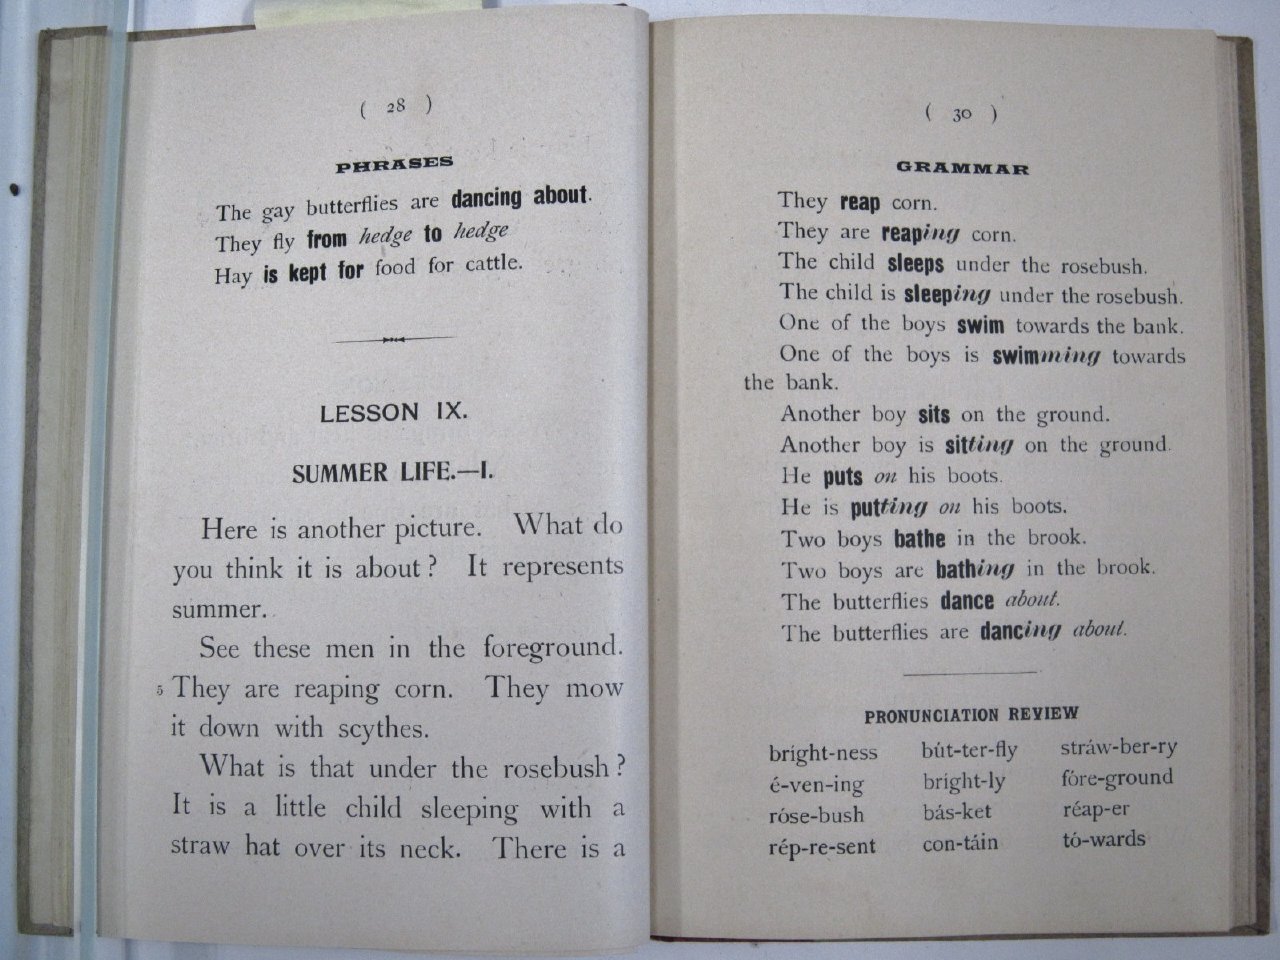 ( 28 )
PHRASES
The gay butterflies are dancing about.
They fly from hedge to hedge
Hay is kept for food for cattle.
LESSON IX.
SUMMER LIFE.—I.
Here is another picture. What do
you think it is about? It represents
summer.
See these men in the foreground.
5 They are reaping corn. They mow
it down with scythes.
What is that under the rosebush?
It is a little child sleeping with a
straw hat over its neck. There is a
( 30 )
GRAMMAR
They reap corn.
They are reaping corn.
The child sleeps under the rosebush.
The child is sleeping under the rosebush.
One of the boys swim towards the bank.
One of the boys is swimming towards
the bank.
Another boy sits on the ground.
Another boy is sitting on the ground.
He puts on his boots.
He is putting on his boots.
Two boys bathe in the brook.
Two boys are bathing in the brook.
The butterflies dance about.
The butterflies are dancing about.
PRONUNCIATION REVIEW
bríght-ness bút-ter-fly stráw-ber-ry
é-ven-ing bríght-ly fóre-ground
róse-bush bás-ket réap-er
rép-re-sent con-táin tó-wards